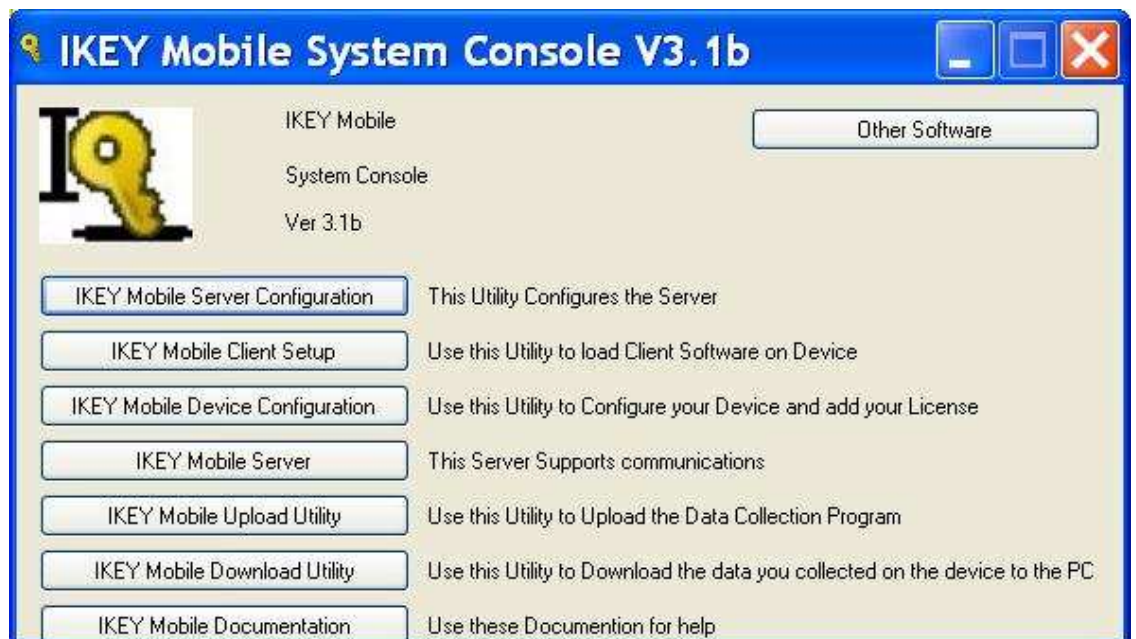 IKEY Mobile System Console V3.1b
I
IKEY Mobile
Other Software
System Console
Ver 3.1b
IKEY Mobile Server Configuration This Utility Configures the Server
IKEY Mobile Client Setup Use this Utility to load Client Software on Device
IKEY Mobile Device Configuration Use this Utility to Configure your Device and add your License
IKEY Mobile Server This Server Supports communications
IKEY Mobile Upload Utility Use this Utility to Upload the Data Collection Program
IKEY Mobile Download Utility Use this Utility to Download the data you collected on the device to the PC
IKEY Mobile Documentation Use these Documention for help